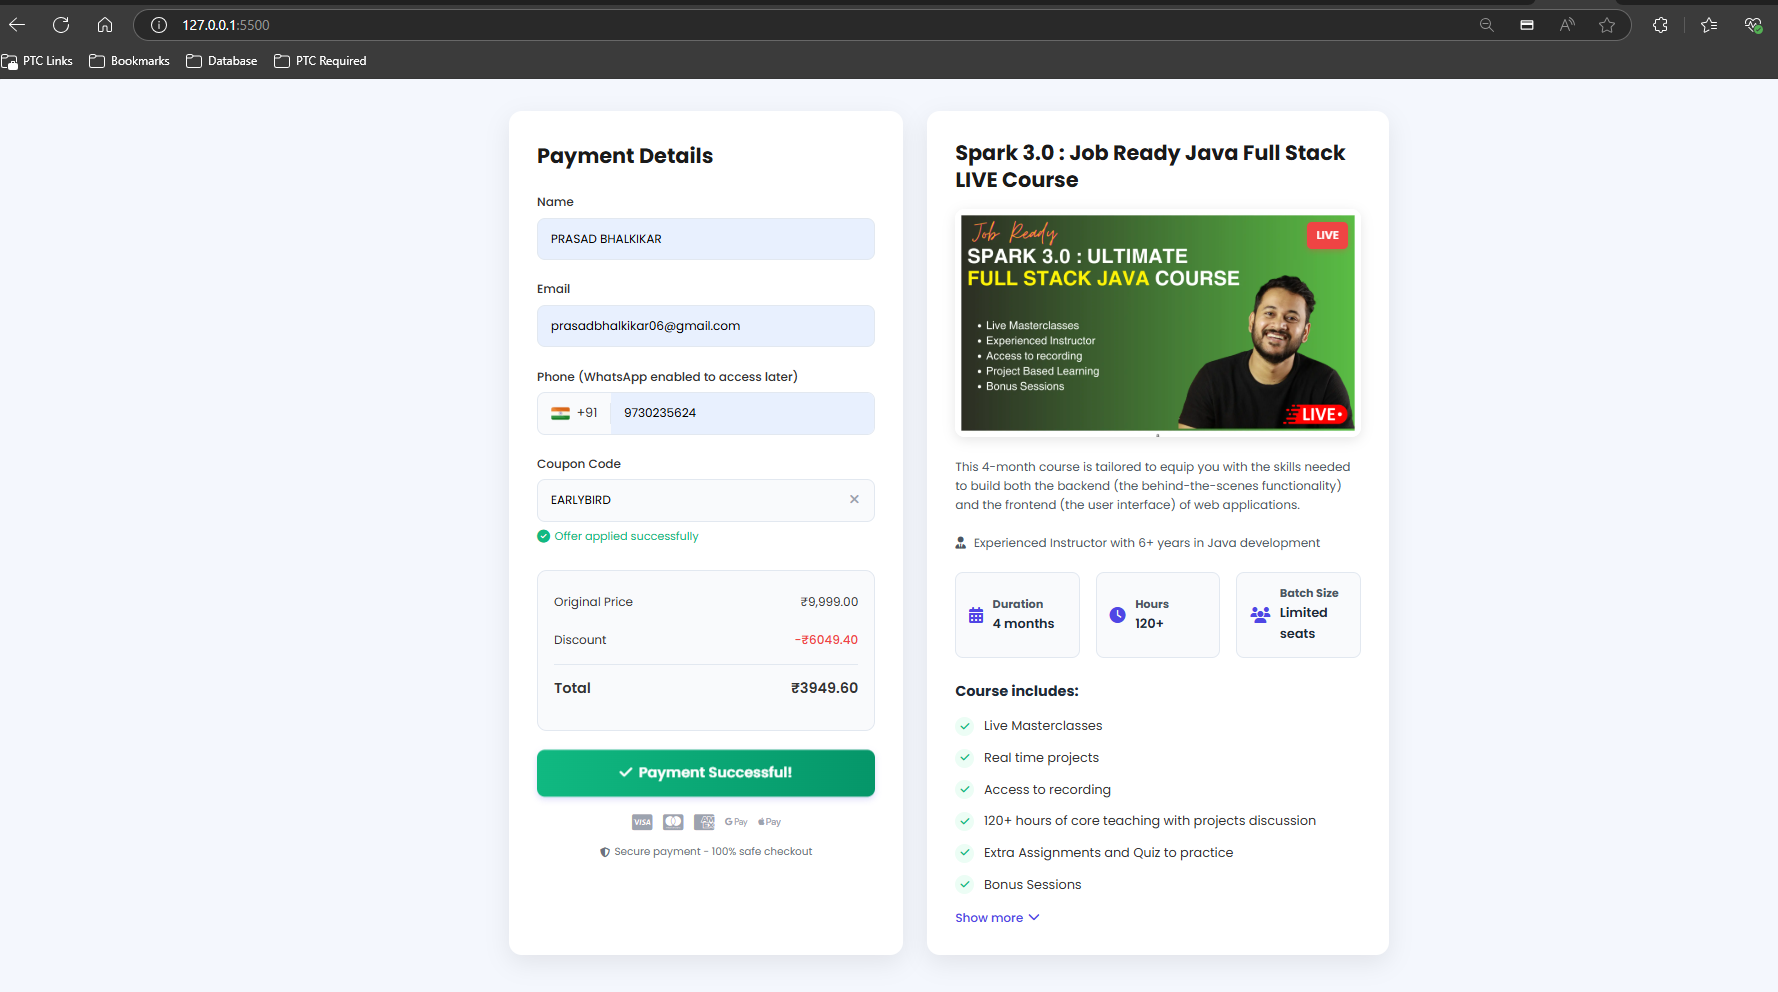 127.0.0.1:5500
PTC Links
Bookmarks
Database
PTC Required
Payment Details
Name
PRASAD BHALKIKAR
Email
prasadbhalkikar06@gmail.com
Phone (WhatsApp enabled to access later)
+91 9730235624
Coupon Code
EARLYBIRD
Offer applied successfully
Original Price ₹9,999.00
Discount -₹6049.40
Total ₹3949.60
Payment Successful!
VISA AMEX G Pay Pay
Secure payment - 100% safe checkout
Spark 3.0 : Job Ready Java Full Stack
LIVE Course
Job Ready
LIVE
SPARK 3.0 : ULTIMATE
FULL STACK JAVA COURSE
• Live Masterclasses
• Experienced Instructor
• Access to recording
• Project Based Learning
• Bonus Sessions
LIVE
This 4-month course is tailored to equip you with the skills needed
to build both the backend (the behind-the-scenes functionality)
and the frontend (the user interface) of web applications.
Experienced Instructor with 6+ years in Java development
Duration
4 months
Hours
120+
Batch Size
Limited
seats
Course includes:
Live Masterclasses
Real time projects
Access to recording
120+ hours of core teaching with projects discussion
Extra Assignments and Quiz to practice
Bonus Sessions
Show more